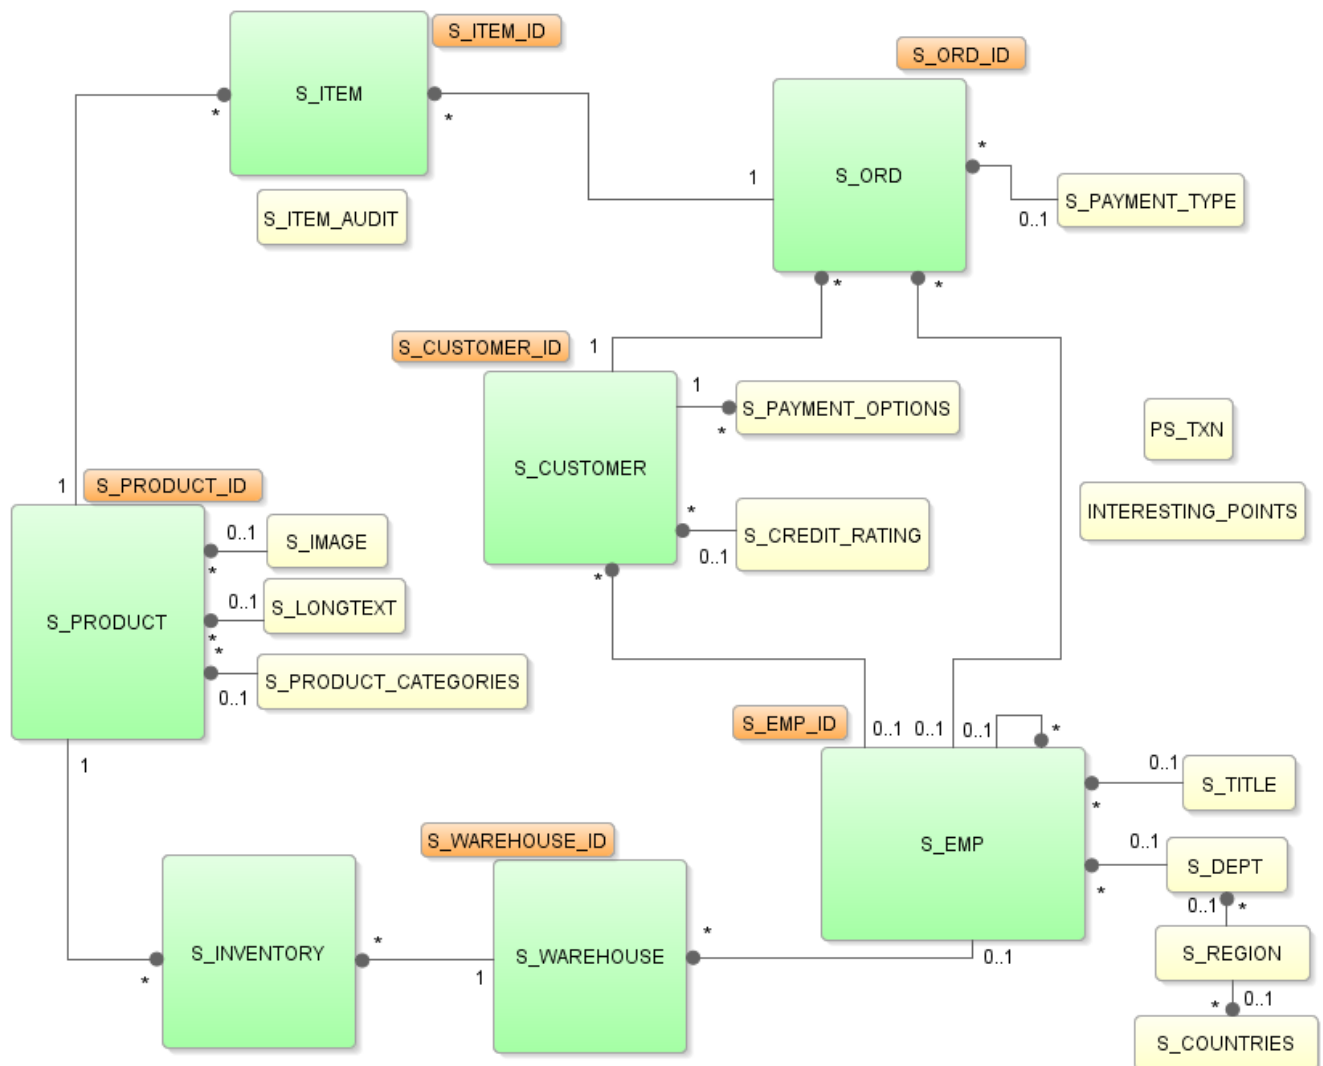 S_ITEM_ID
S_ORD_ID
S_ITEM
*
*
*
S_ORD
1
S_PAYMENT_TYPE
0..1
S_ITEM_AUDIT
*
*
S_CUSTOMER_ID
1
1
S_PAYMENT_OPTIONS
*
PS_TXN
S_CUSTOMER
1
S_PRODUCT_ID
*
INTERESTING_POINTS
0..1
S_IMAGE
S_CREDIT_RATING
0..1
*
*
0..1
S_LONGTEXT
S_PRODUCT
*
*
S_PRODUCT_CATEGORIES
0..1
S_EMP_ID
0..1
0..1
0..1
*
1
0..1
S_TITLE
*
S_WAREHOUSE_ID
0..1
S_EMP
S_DEPT
*
0..1
*
*
*
S_INVENTORY
S_WAREHOUSE
0..1
S_REGION
*
1
*
0..1
S_COUNTRIES